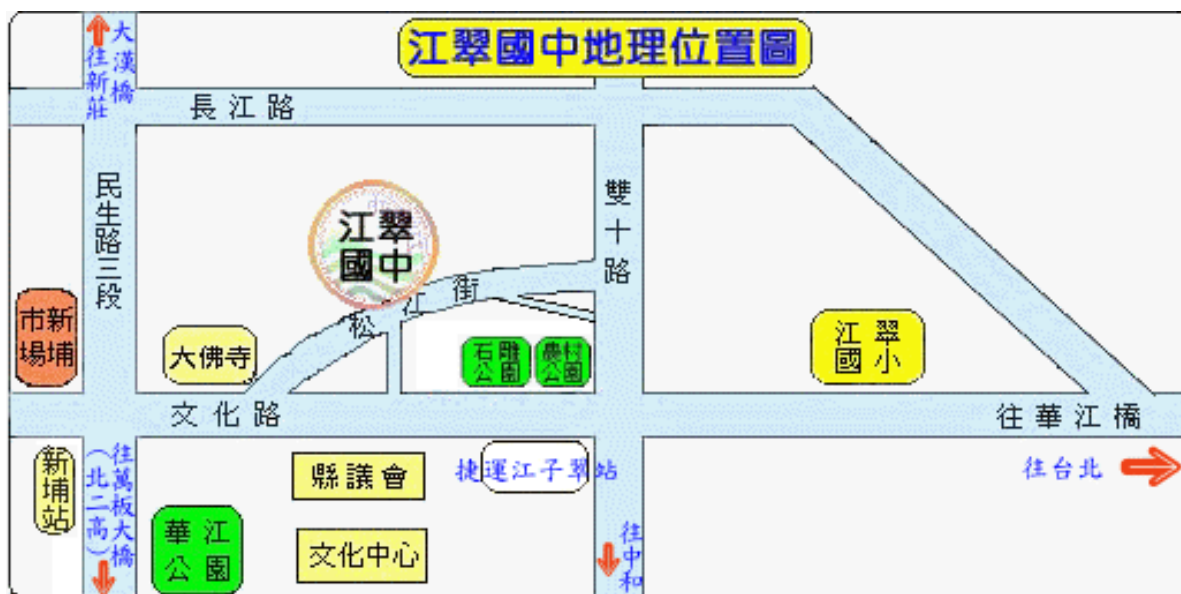 江翠國中地理位置圖
大漢橋
往新莊
長江路
民生路三段
雙十路
江翠
國中
松江街
新埔
市場
大佛寺
石雕
公園
農村
公園
江翠
國小
文化路
往華江橋
新埔站
往萬板大橋
(北二高)
縣議會
捷運江子翠站
往台北
華江
公園
文化中心
往中和